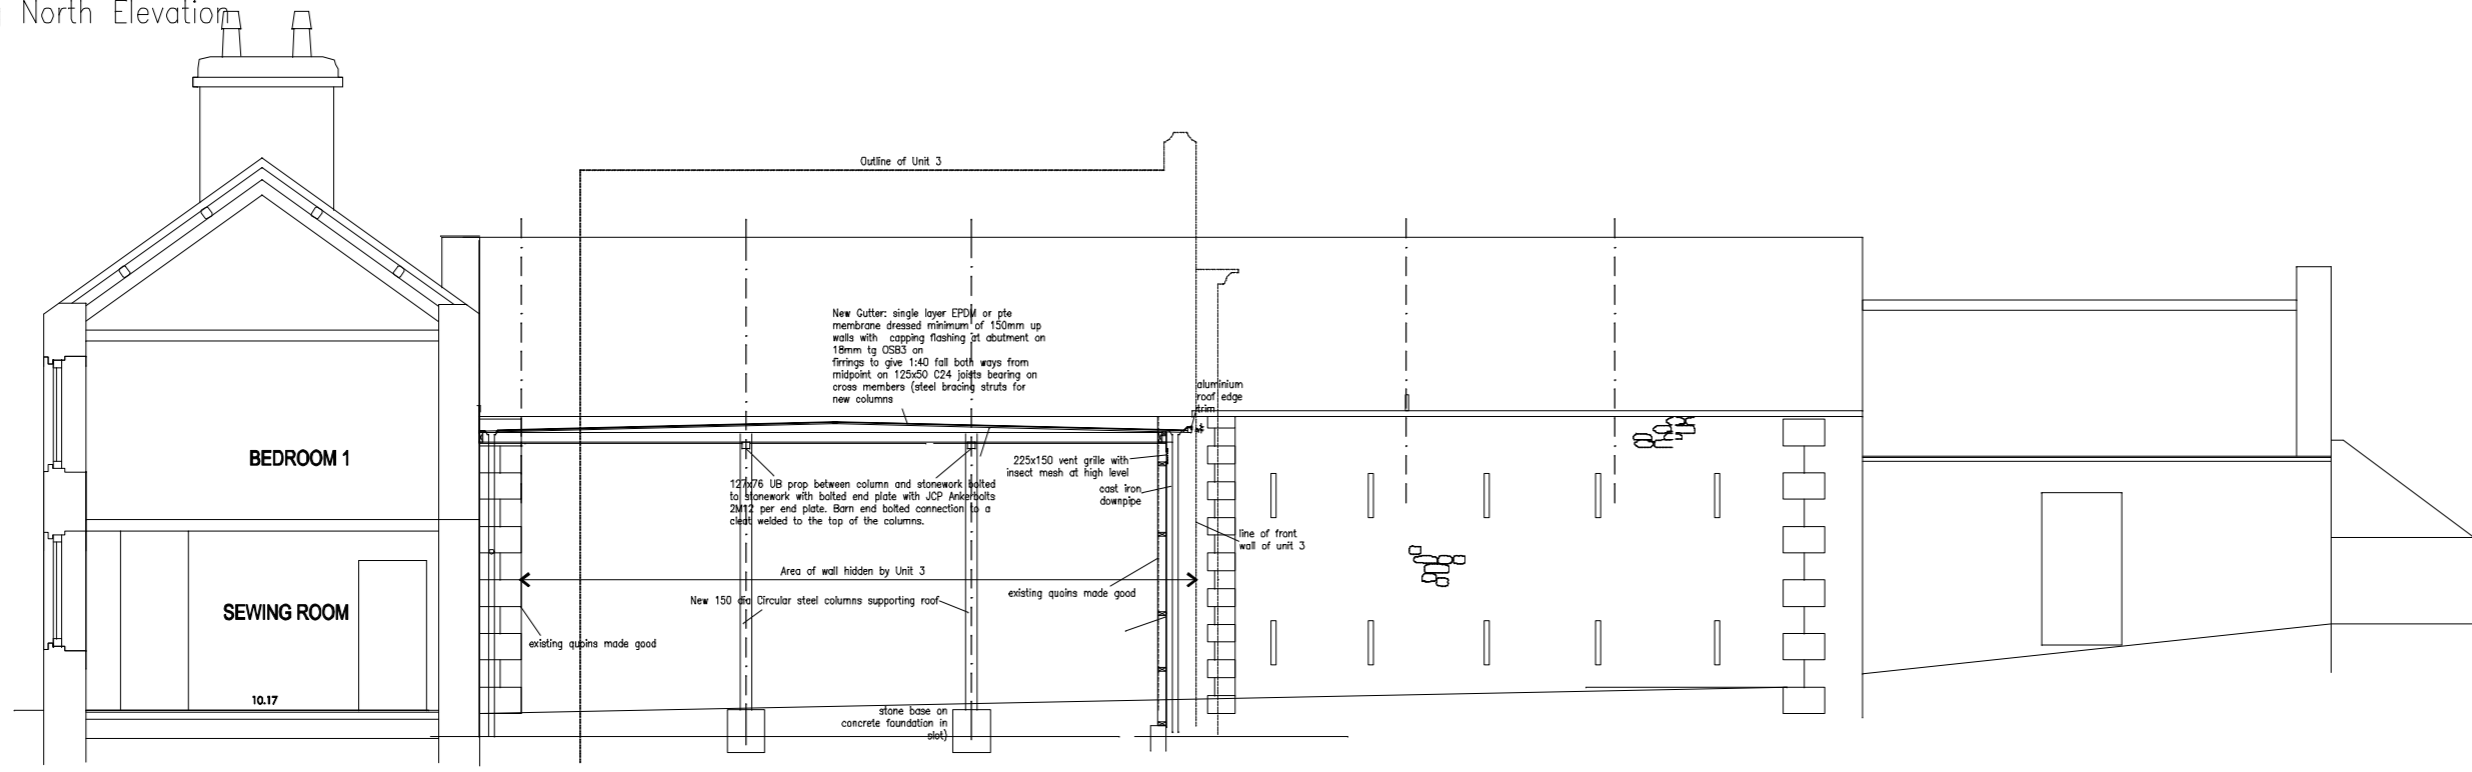 North Elevation
Outline of Unit 3
New Gutter: single layer EPDM or pte
membrane dressed minimum of 150mm up
walls with capping flashing at abutment on
18mm tg OSB3 on
firrings to give 1:40 fall both ways from
midpoint on 125x50 C24 joists bearing on
cross members (steel bracing struts for
new columns
aluminium
roof edge
trim
BEDROOM 1
225x150 vent grille with
insect mesh at high level
cast iron
downpipe
127x76 UB prop between column and stonework bolted
to stonework with bolted end plate with JCP Ankerbolts
2M12 per end plate. Barn end bolted connection to a
cleat welded to the top of the columns.
line of front
wall of unit 3
Area of wall hidden by Unit 3
existing quoins made good
New 150 dia Circular steel columns supporting roof
SEWING ROOM
existing quoins made good
10.17
stone base on
concrete foundation in
slot)